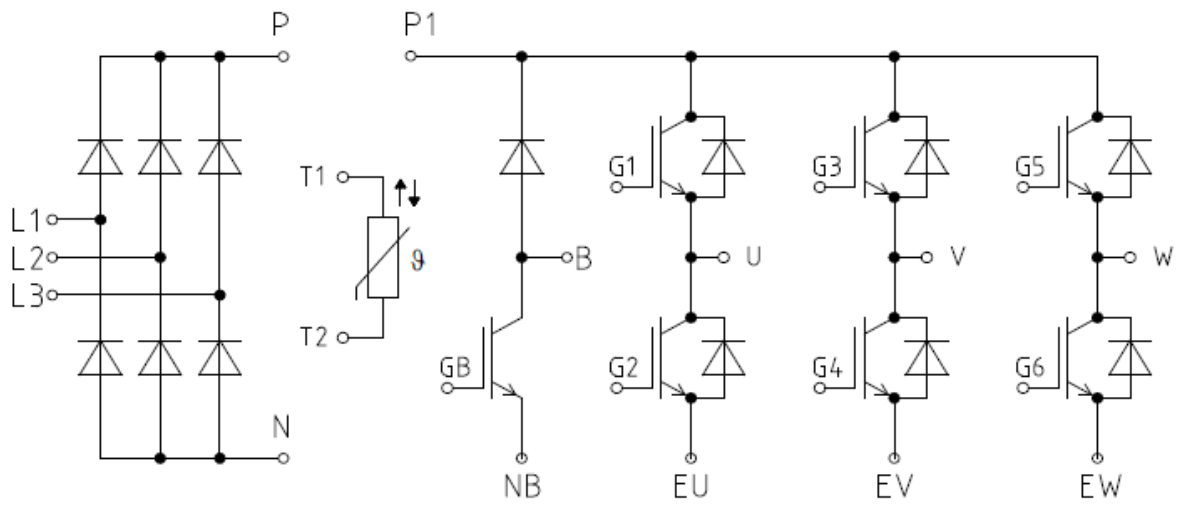 P P1
T1 G1 G3 G5
L1
L2 ϑ B U V W
L3
T2
GB G2 G4 G6
N
NB EU EV EW